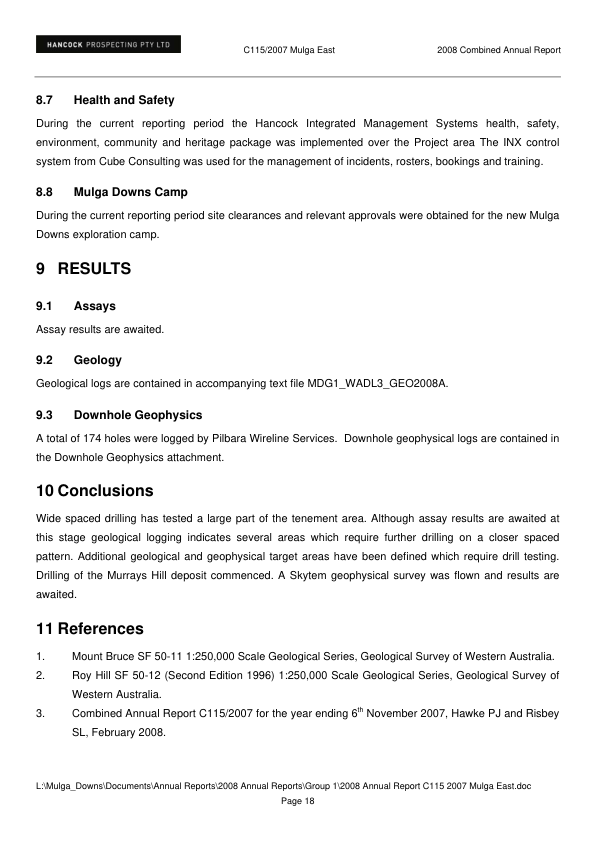 HANCOCK PROSPECTING PTY LTD
C115/2007 Mulga East
2008 Combined Annual Report
8.7 Health and Safety
During the current reporting period the Hancock Integrated Management Systems health, safety,
environment, community and heritage package was implemented over the Project area The INX control
system from Cube Consulting was used for the management of incidents, rosters, bookings and training.
8.8 Mulga Downs Camp
During the current reporting period site clearances and relevant approvals were obtained for the new Mulga
Downs exploration camp.
9 RESULTS
9.1 Assays
Assay results are awaited.
9.2 Geology
Geological logs are contained in accompanying text file MDG1_WADL3_GEO2008A.
9.3 Downhole Geophysics
A total of 174 holes were logged by Pilbara Wireline Services.  Downhole geophysical logs are contained in
the Downhole Geophysics attachment.
10 Conclusions
Wide spaced drilling has tested a large part of the tenement area. Although assay results are awaited at
this stage geological logging indicates several areas which require further drilling on a closer spaced
pattern. Additional geological and geophysical target areas have been defined which require drill testing.
Drilling of the Murrays Hill deposit commenced. A Skytem geophysical survey was flown and results are
awaited.
11 References
1. Mount Bruce SF 50-11 1:250,000 Scale Geological Series, Geological Survey of Western Australia.
2. Roy Hill SF 50-12 (Second Edition 1996) 1:250,000 Scale Geological Series, Geological Survey of
Western Australia.
3. Combined Annual Report C115/2007 for the year ending 6th November 2007, Hawke PJ and Risbey
SL, February 2008.
L:\Mulga_Downs\Documents\Annual Reports\2008 Annual Reports\Group 1\2008 Annual Report C115 2007 Mulga East.doc
Page 18